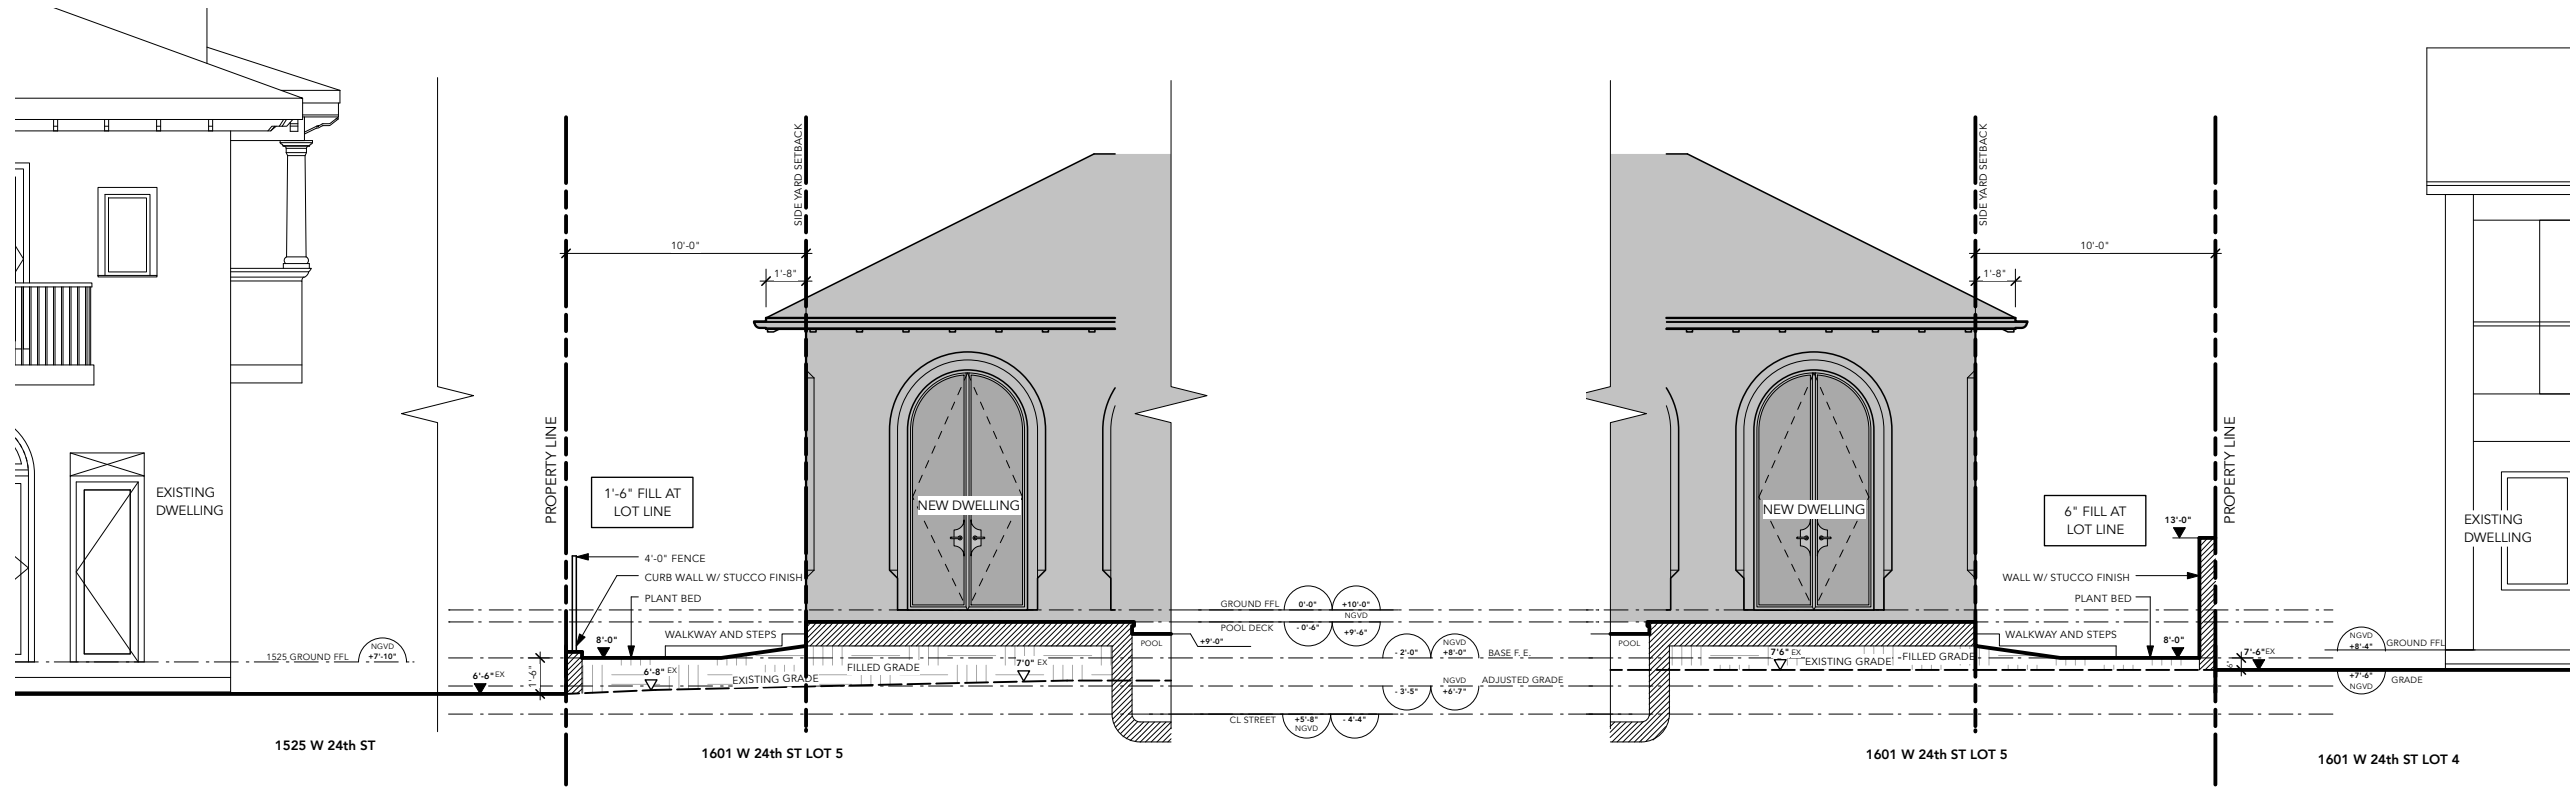 SIDE YARD SETBACK
10'-0"
1'-8"
PROPERTY LINE
1'-6" FILL AT
LOT LINE
EXISTING
DWELLING
NEW DWELLING
4'-0" FENCE
CURB WALL W/ STUCCO FINISH
PLANT BED
WALKWAY AND STEPS
8'-0"
1525 GROUND FFL
NGVD
+7'-10"
6'-6" EX
1'-6"
6'-8" EX
EXISTING GRADE
FILLED GRADE
7'0" EX
POOL
+9'-0"
GROUND FFL
0'-0"
+10'-0"
NGVD
POOL DECK
- 0'-6"
+9'-6"
- 2'-0"
NGVD
+8'-0"
BASE F. E.
- 3'-5"
NGVD
+6'-7"
ADJUSTED GRADE
CL STREET
+5'-8"
NGVD
- 4'-4"
1525 W 24th ST
1601 W 24th ST LOT 5
SIDE YARD SETBACK
10'-0"
1'-8"
PROPERTY LINE
6" FILL AT
LOT LINE
NEW DWELLING
13'-0"
WALL W/ STUCCO FINISH
PLANT BED
WALKWAY AND STEPS
8'-0"
POOL
7'6" EX
EXISTING GRADE
FILLED GRADE
6"
7'-6" EX
EXISTING
DWELLING
NGVD
+8'-4"
GROUND FFL
+7'-6"
NGVD
GRADE
1601 W 24th ST LOT 5
1601 W 24th ST LOT 4